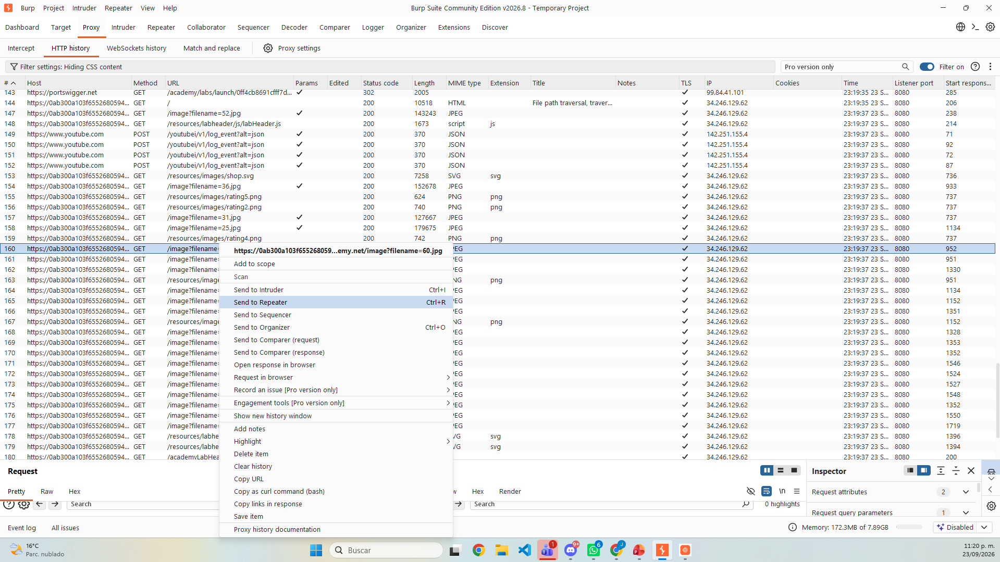 Burp Project Intruder Repeater View Help Burp Suite Community Edition v2026.8 - Temporary Project
Dashboard Target Proxy Intruder Repeater Collaborator Sequencer Decoder Comparer Logger Organizer Extensions Discover
Intercept HTTP history WebSockets history Match and replace Proxy settings
Filter settings: Hiding CSS content Pro version only Filter on
# Host Method URL Params Edited Status code Length MIME type Extension Title Notes TLS IP Cookies Time Listener port Start respons...
143 https://portswigger.net GET /academy/labs/launch/0ff4cb8691cfff7d... ✓ 302 2005 ✓ 99.84.41.101 23:19:35 23 S... 8080 285
144 https://0ab300a103f6552680594... GET / 200 10518 HTML File path traversal, traver... ✓ 34.246.129.62 23:19:35 23 S... 8080 206
147 https://0ab300a103f6552680594... GET /image?filename=52.jpg ✓ 200 143243 JPEG ✓ 34.246.129.62 23:19:37 23 S... 8080 238
148 https://0ab300a103f6552680594... GET /resources/labheader/js/labHeader.js 200 1673 script js ✓ 34.246.129.62 23:19:37 23 S... 8080 214
149 https://www.youtube.com POST /youtubei/v1/log_event?alt=json ✓ 200 370 JSON ✓ 142.251.155.4 23:19:37 23 S... 8080 71
150 https://www.youtube.com POST /youtubei/v1/log_event?alt=json ✓ 200 370 JSON ✓ 142.251.155.4 23:19:37 23 S... 8080 92
151 https://www.youtube.com POST /youtubei/v1/log_event?alt=json ✓ 200 370 JSON ✓ 142.251.155.4 23:19:37 23 S... 8080 72
152 https://www.youtube.com POST /youtubei/v1/log_event?alt=json ✓ 200 370 JSON ✓ 142.251.155.4 23:19:37 23 S... 8080 87
153 https://0ab300a103f6552680594... GET /resources/images/shop.svg 200 7258 SVG svg ✓ 34.246.129.62 23:19:37 23 S... 8080 736
154 https://0ab300a103f6552680594... GET /image?filename=36.jpg ✓ 200 152678 JPEG ✓ 34.246.129.62 23:19:37 23 S... 8080 933
155 https://0ab300a103f6552680594... GET /resources/images/rating5.png 200 624 PNG png ✓ 34.246.129.62 23:19:37 23 S... 8080 737
156 https://0ab300a103f6552680594... GET /resources/images/rating2.png 200 740 PNG png ✓ 34.246.129.62 23:19:37 23 S... 8080 737
157 https://0ab300a103f6552680594... GET /image?filename=31.jpg ✓ 200 127667 JPEG ✓ 34.246.129.62 23:19:37 23 S... 8080 737
158 https://0ab300a103f6552680594... GET /image?filename=25.jpg ✓ 200 179675 JPEG ✓ 34.246.129.62 23:19:37 23 S... 8080 1134
159 https://0ab300a103f6552680594... GET /resources/images/rating4.png 200 742 PNG png ✓ 34.246.129.62 23:19:37 23 S... 8080 737
160 https://0ab300a103f6552680594... GET /image?filename= PEG ✓ 34.246.129.62 23:19:37 23 S... 8080 952
161 https://0ab300a103f6552680594... GET /image?filename= PEG ✓ 34.246.129.62 23:19:37 23 S... 8080 951
162 https://0ab300a103f6552680594... GET /image?filename= PEG ✓ 34.246.129.62 23:19:37 23 S... 8080 1330
163 https://0ab300a103f6552680594... GET /resources/image NG png ✓ 34.246.129.62 23:19:37 23 S... 8080 951
164 https://0ab300a103f6552680594... GET /image?filename= PEG ✓ 34.246.129.62 23:19:37 23 S... 8080 1134
165 https://0ab300a103f6552680594... GET /image?filename= PEG ✓ 34.246.129.62 23:19:37 23 S... 8080 1152
166 https://0ab300a103f6552680594... GET /image?filename= PEG ✓ 34.246.129.62 23:19:37 23 S... 8080 1351
167 https://0ab300a103f6552680594... GET /resources/image NG png ✓ 34.246.129.62 23:19:37 23 S... 8080 1152
168 https://0ab300a103f6552680594... GET /image?filename= PEG ✓ 34.246.129.62 23:19:37 23 S... 8080 1328
169 https://0ab300a103f6552680594... GET /image?filename= PEG ✓ 34.246.129.62 23:19:37 23 S... 8080 1353
170 https://0ab300a103f6552680594... GET /image?filename= PEG ✓ 34.246.129.62 23:19:37 23 S... 8080 1352
171 https://0ab300a103f6552680594... GET /image?filename= PEG ✓ 34.246.129.62 23:19:37 23 S... 8080 1546
172 https://0ab300a103f6552680594... GET /image?filename= PEG ✓ 34.246.129.62 23:19:37 23 S... 8080 1524
173 https://0ab300a103f6552680594... GET /image?filename= PEG ✓ 34.246.129.62 23:19:37 23 S... 8080 1527
174 https://0ab300a103f6552680594... GET /image?filename= PEG ✓ 34.246.129.62 23:19:37 23 S... 8080 1548
175 https://0ab300a103f6552680594... GET /image?filename= PEG ✓ 34.246.129.62 23:19:37 23 S... 8080 1352
176 https://0ab300a103f6552680594... GET /image?filename= PEG ✓ 34.246.129.62 23:19:37 23 S... 8080 1550
177 https://0ab300a103f6552680594... GET /image?filename= PEG ✓ 34.246.129.62 23:19:37 23 S... 8080 1719
178 https://0ab300a103f6552680594... GET /resources/labhe VG svg ✓ 34.246.129.62 23:19:37 23 S... 8080 1396
179 https://0ab300a103f6552680594... GET /resources/labhe VG svg ✓ 34.246.129.62 23:19:37 23 S... 8080 1394
180 https://0ab300a103f6552680594... GET /academyLabHea ✓ 34.246.129.62 23:19:37 23 S... 8080 200
https://0ab300a103f655268059...emy.net/image?filename=60.jpg
Add to scope
Scan
Send to Intruder Ctrl+I
Send to Repeater Ctrl+R
Send to Sequencer
Send to Organizer Ctrl+O
Send to Comparer (request)
Send to Comparer (response)
Open response in browser
Request in browser
Record an issue [Pro version only]
Engagement tools [Pro version only]
Show new history window
Add notes
Highlight
Delete item
Clear history
Copy URL
Copy as curl command (bash)
Copy links in response
Save item
Proxy history documentation
Request Inspector
Pretty Raw Hex w Hex Render \n
Request attributes 2
Search Search 0 highlights
Request query parameters 1
Event log All issues Memory: 172.3MB of 7.89GB Disabled
16°C
Parc. nublado
Buscar
1 9+ 6 J
11:20 p. m.
23/09/2026